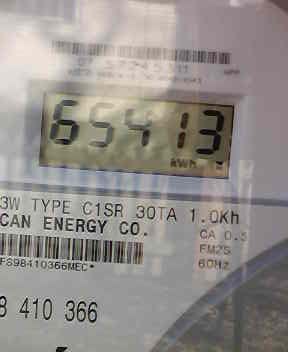 65413
kWh
3W TYPE C1SR 30TA 1.0Kh
CAN ENERGY CO.
CA 0.5
FM2S
60Hz
FS98410366MEC*
8 410 366